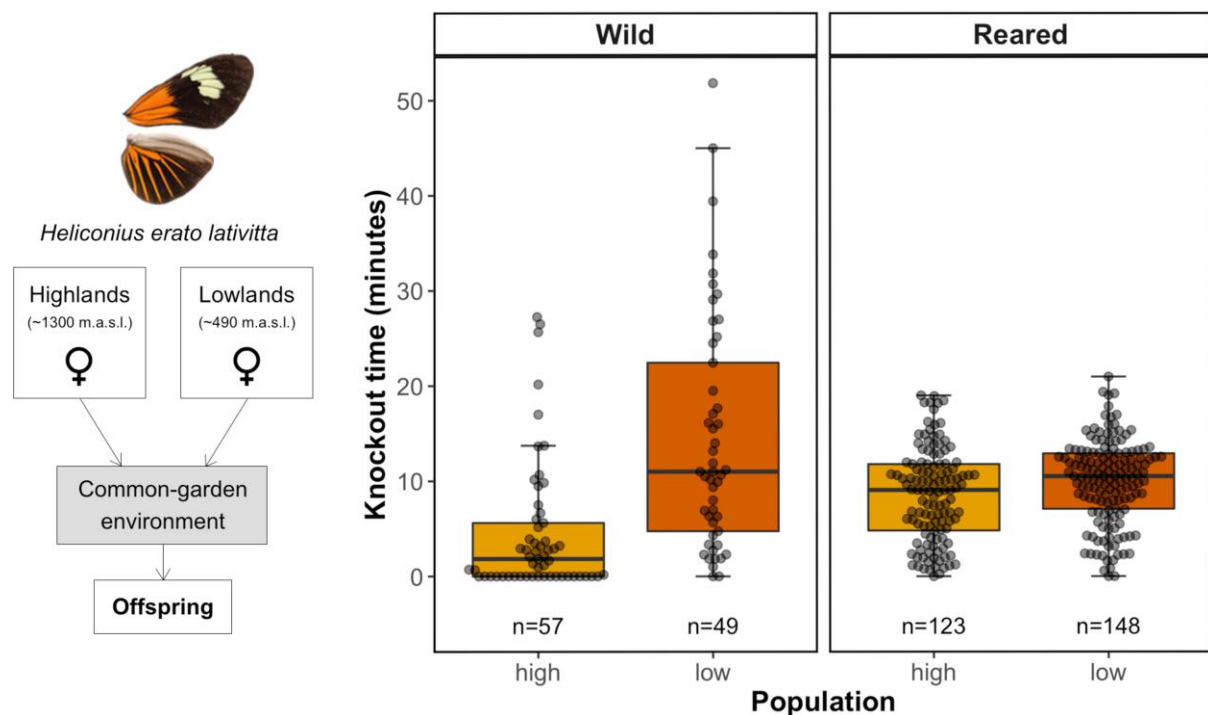 Heliconius erato lativitta
Highlands
(~1300 m.a.s.l.)
♀
Lowlands
(~490 m.a.s.l.)
♀
Common-garden
environment
Offspring
Wild
Reared
Knockout time (minutes)
50
40
30
20
10
0
n=57
n=49
n=123
n=148
high
low
high
low
Population